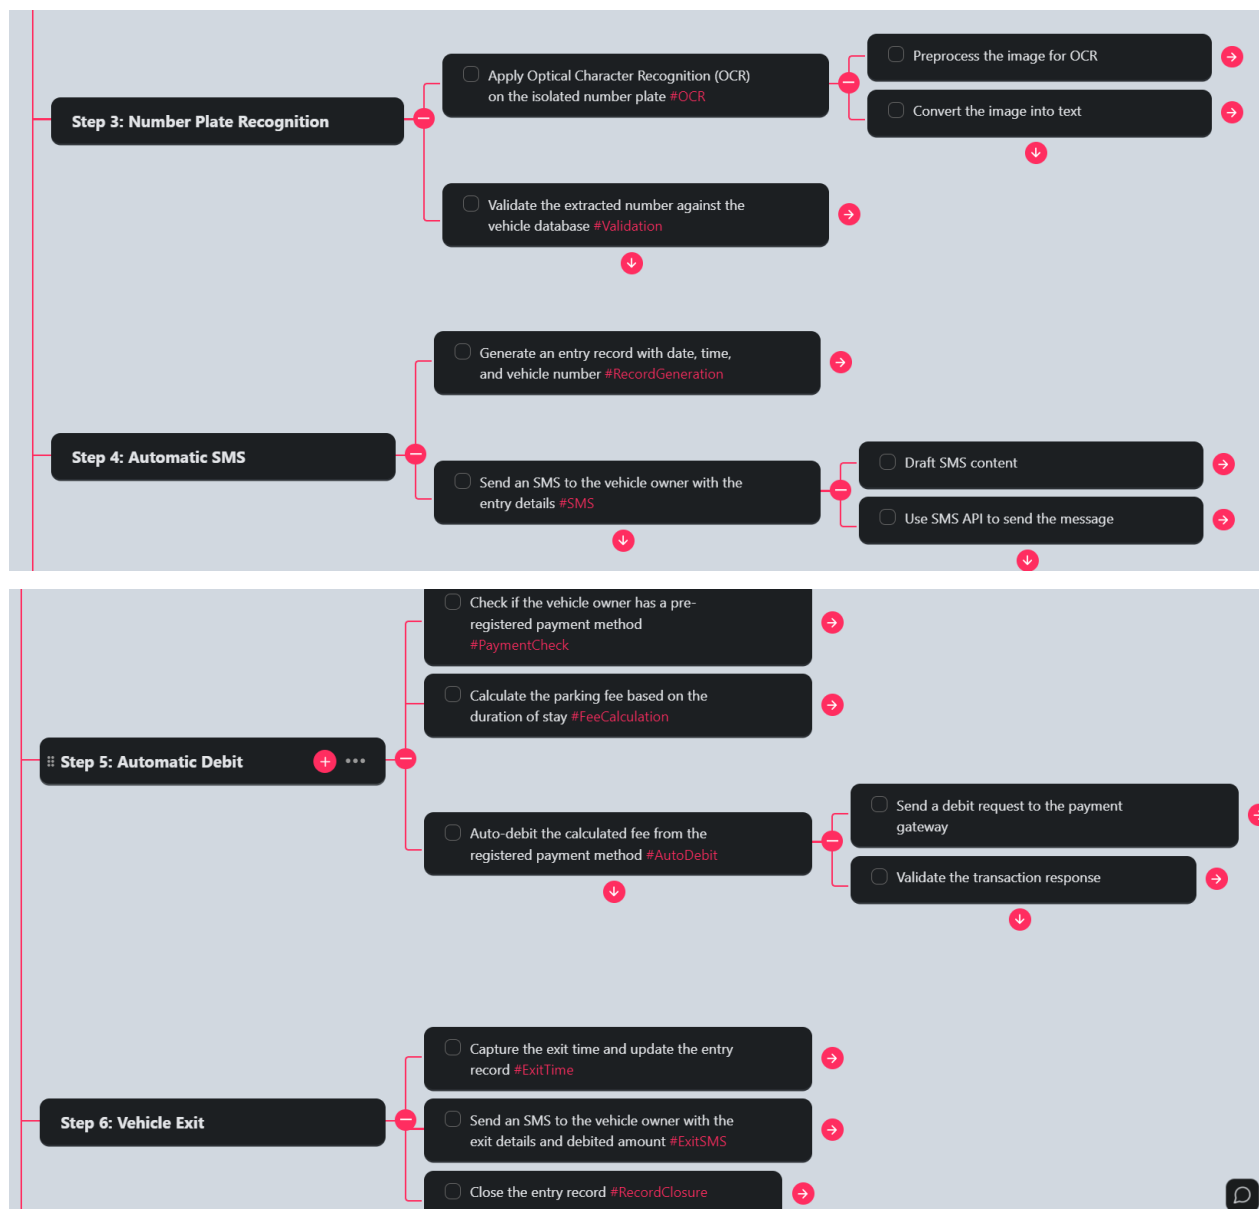 Step 3: Number Plate Recognition
Apply Optical Character Recognition (OCR)
on the isolated number plate #OCR
Preprocess the image for OCR
Convert the image into text
Validate the extracted number against the
vehicle database #Validation
Step 4: Automatic SMS
Generate an entry record with date, time,
and vehicle number #RecordGeneration
Send an SMS to the vehicle owner with the
entry details #SMS
Draft SMS content
Use SMS API to send the message
Step 5: Automatic Debit
Check if the vehicle owner has a pre-
registered payment method
#PaymentCheck
Calculate the parking fee based on the
duration of stay #FeeCalculation
Auto-debit the calculated fee from the
registered payment method #AutoDebit
Send a debit request to the payment
gateway
Validate the transaction response
Step 6: Vehicle Exit
Capture the exit time and update the entry
record #ExitTime
Send an SMS to the vehicle owner with the
exit details and debited amount #ExitSMS
Close the entry record #RecordClosure